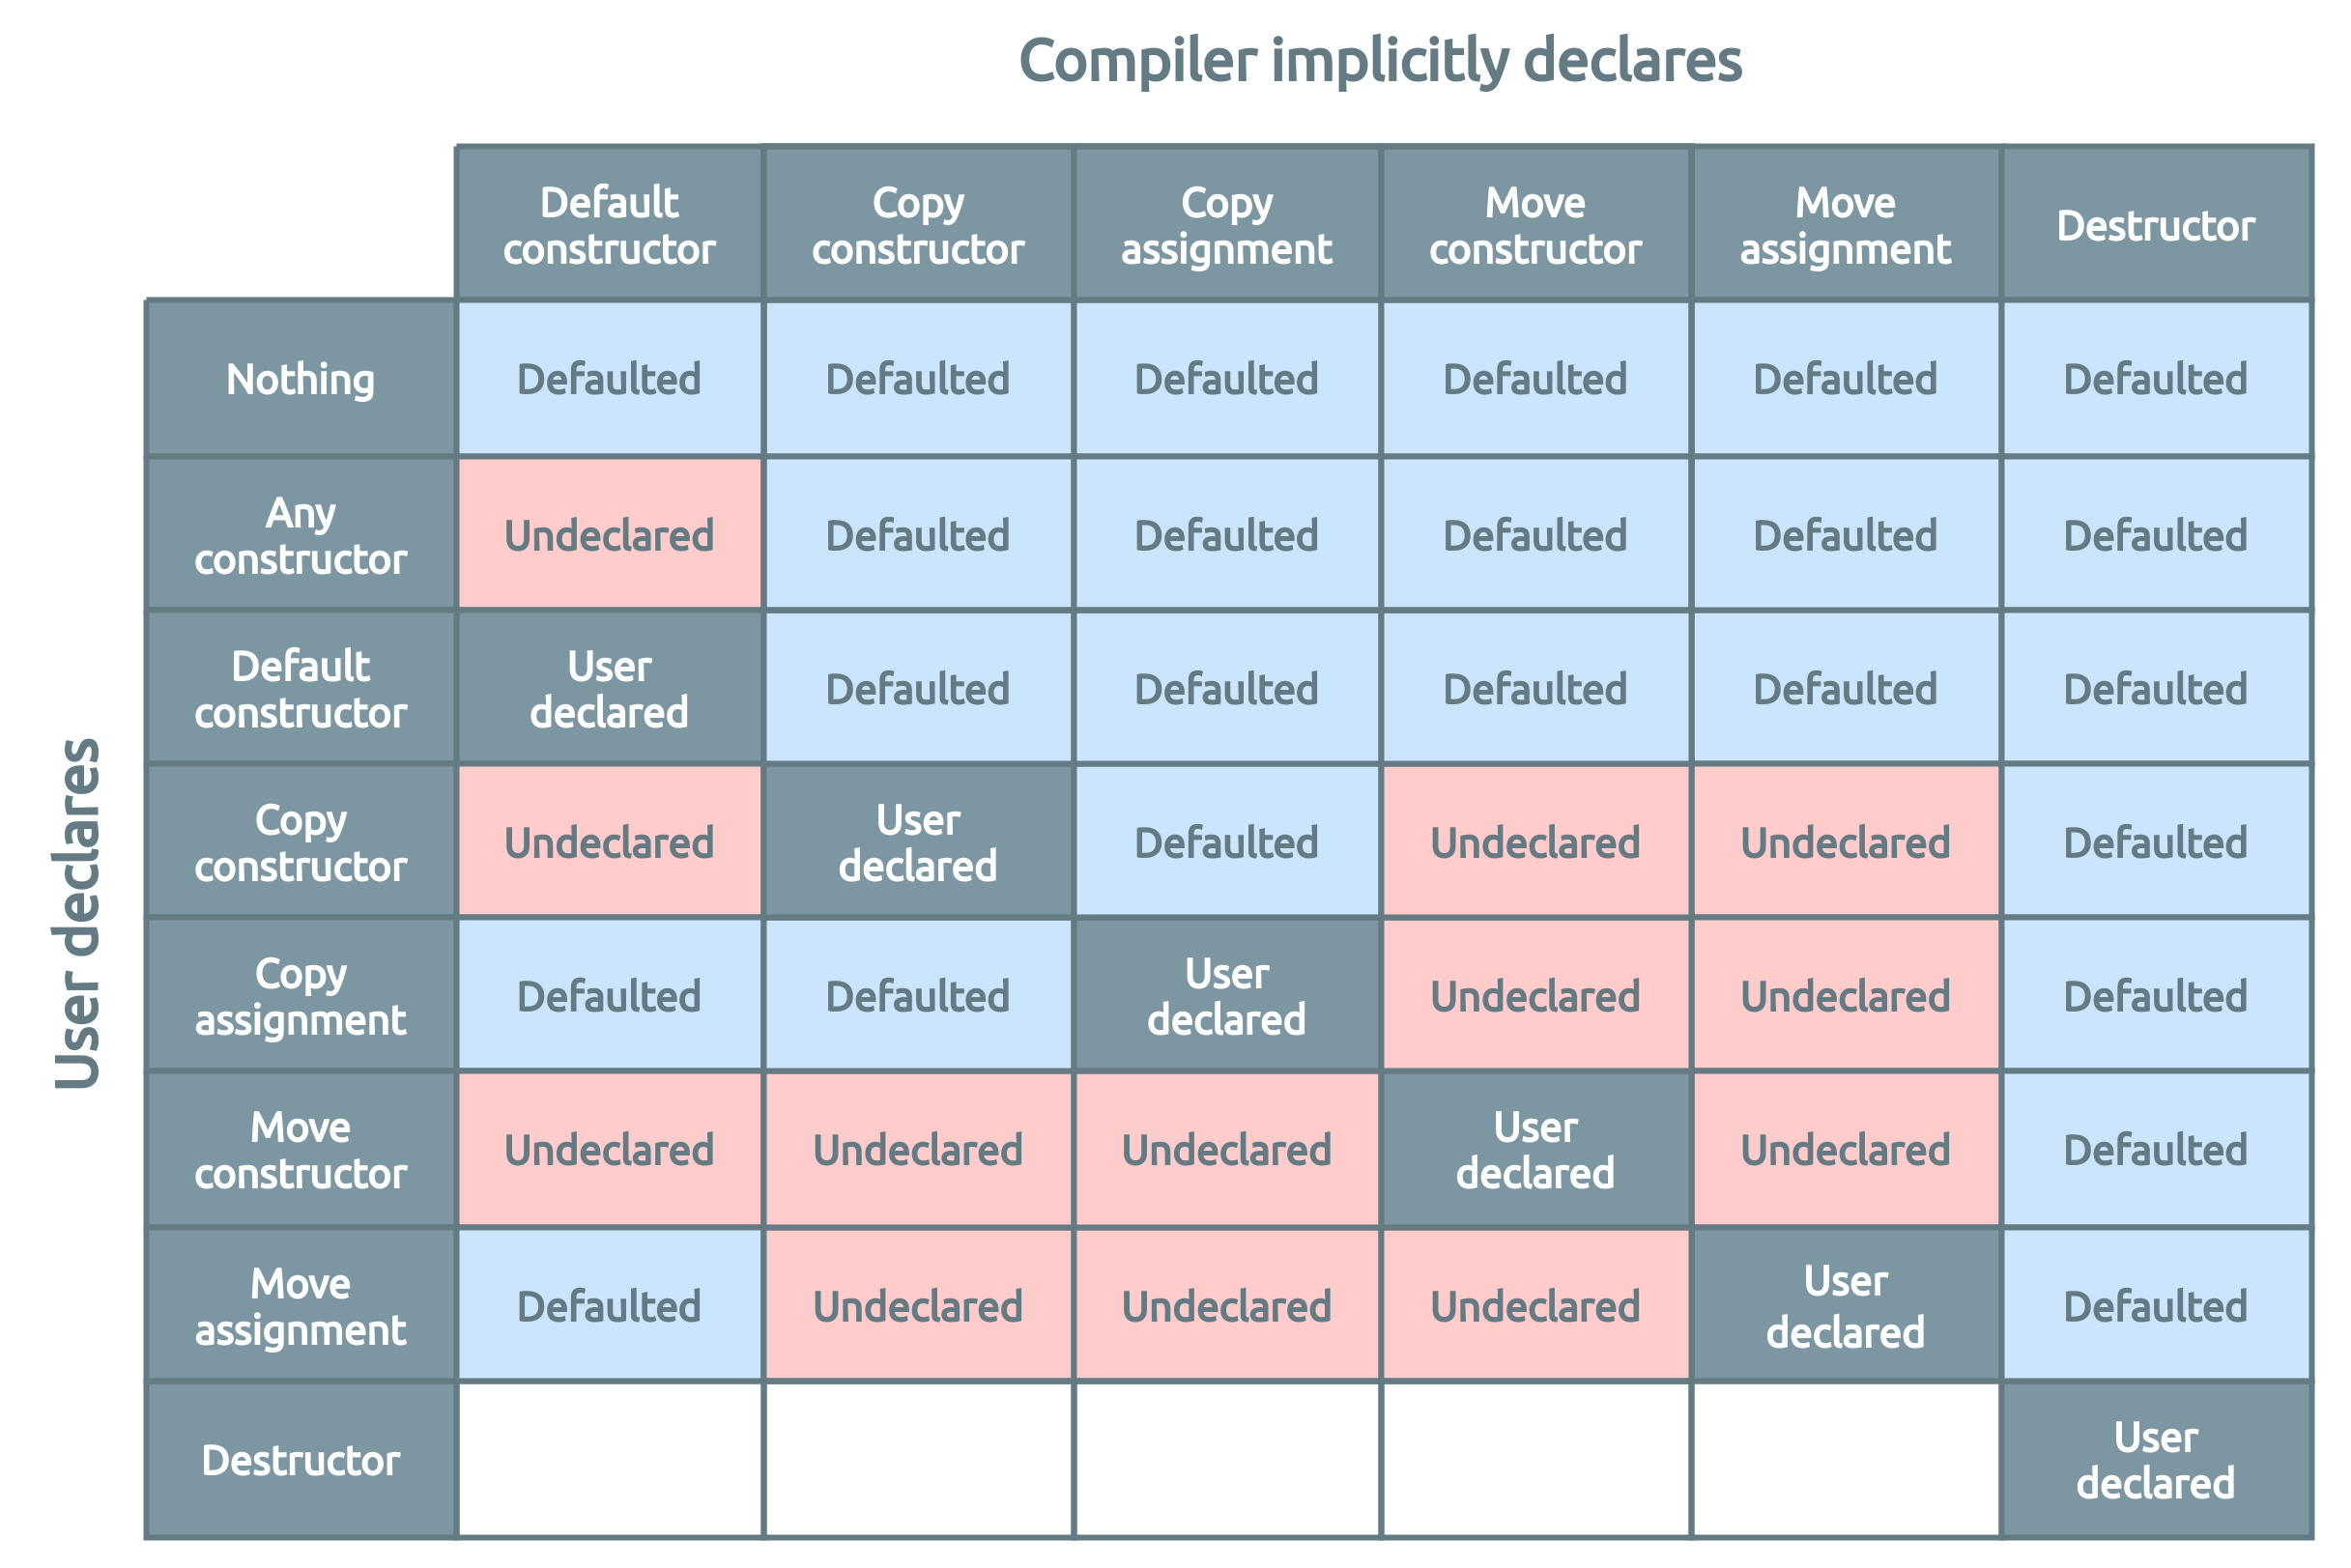 Compiler implicitly declares
Default
constructor
Copy
constructor
Copy
assignment
Move
constructor
Move
assignment
Destructor
User declares
Nothing
Defaulted
Defaulted
Defaulted
Defaulted
Defaulted
Defaulted
Any
constructor
Undeclared
Defaulted
Defaulted
Defaulted
Defaulted
Defaulted
Default
constructor
User
declared
Defaulted
Defaulted
Defaulted
Defaulted
Defaulted
Copy
constructor
Undeclared
User
declared
Defaulted
Undeclared
Undeclared
Defaulted
Copy
assignment
Defaulted
Defaulted
User
declared
Undeclared
Undeclared
Defaulted
Move
constructor
Undeclared
Undeclared
Undeclared
User
declared
Undeclared
Defaulted
Move
assignment
Defaulted
Undeclared
Undeclared
Undeclared
User
declared
Defaulted
Destructor
User
declared